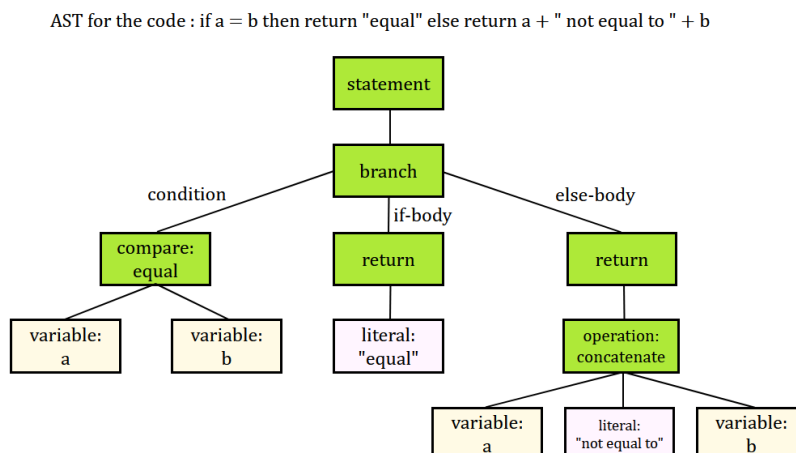 AST for the code : if a = b then return "equal" else return a + " not equal to " + b
statement
branch
condition
if-body
else-body
compare:
equal
return
return
variable:
a
variable:
b
literal:
"equal"
operation:
concatenate
variable:
a
literal:
"not equal to"
variable:
b